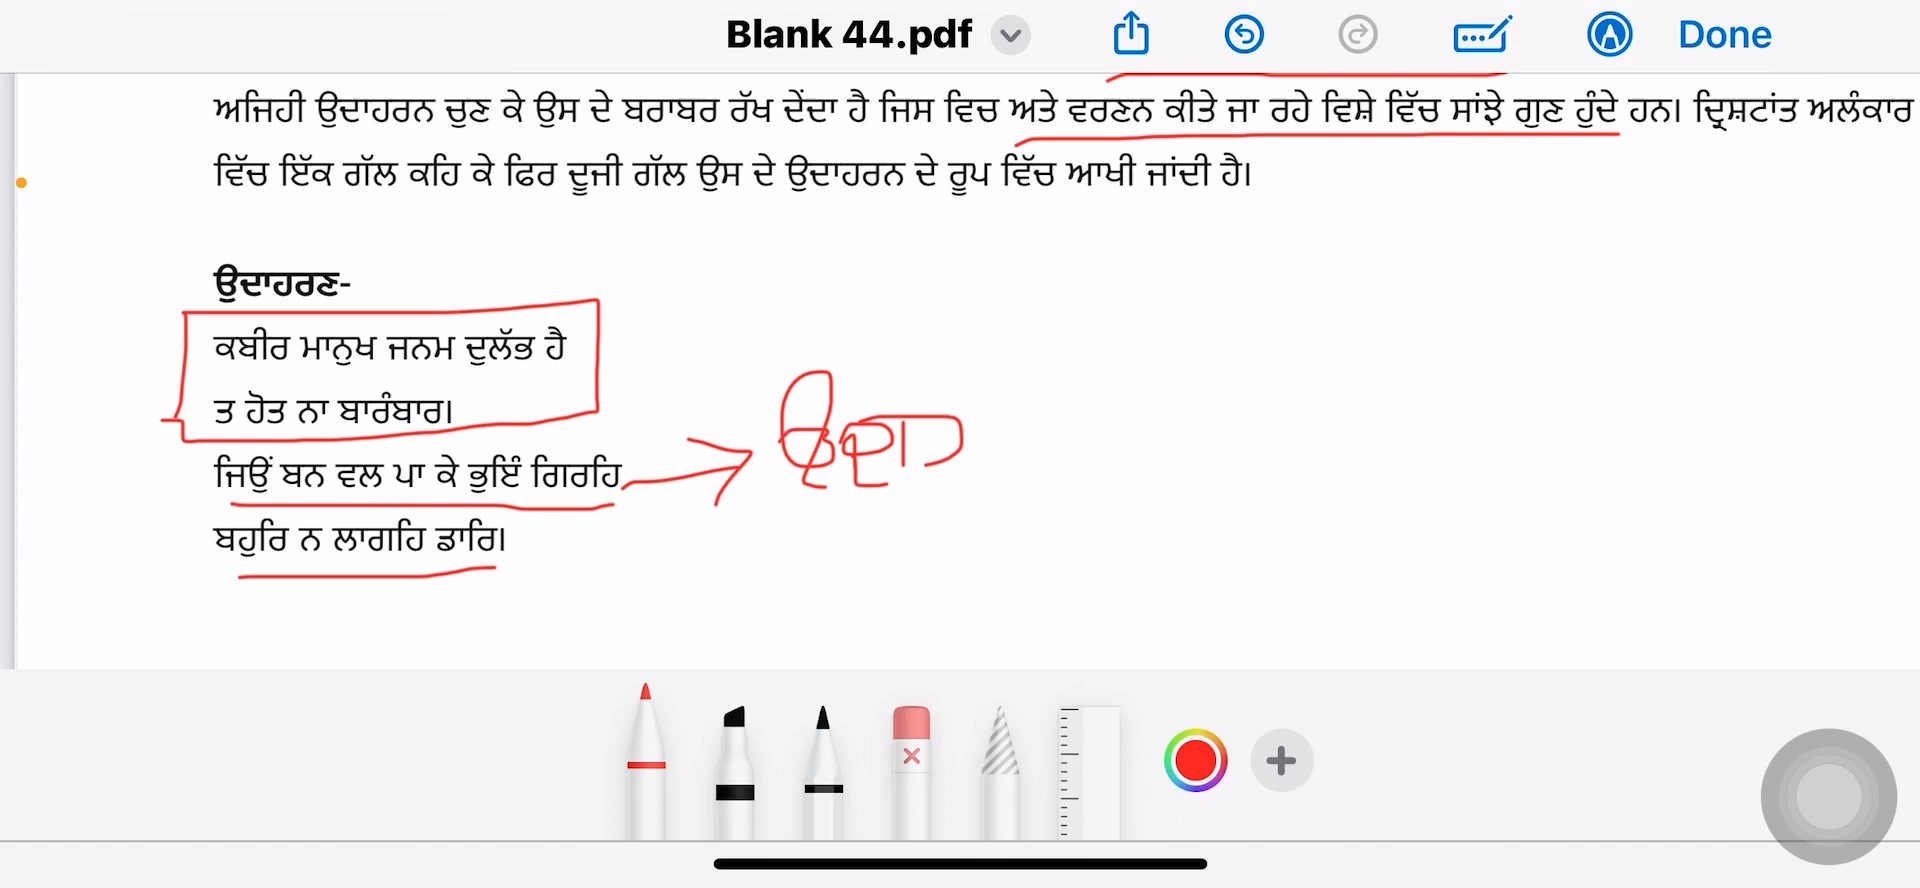 Blank 44.pdf
Done
ਅਜਿਹੀ ਉਦਾਹਰਨ ਚੁਣ ਕੇ ਉਸ ਦੇ ਬਰਾਬਰ ਰੱਖ ਦੇਂਦਾ ਹੈ ਜਿਸ ਵਿਚ ਅਤੇ ਵਰਣਨ ਕੀਤੇ ਜਾ ਰਹੇ ਵਿਸ਼ੇ ਵਿੱਚ ਸਾਂਝੇ ਗੁਣ ਹੁੰਦੇ ਹਨ। ਦ੍ਰਿਸ਼ਟਾਂਤ ਅਲੰਕਾਰ
ਵਿੱਚ ਇੱਕ ਗੱਲ ਕਹਿ ਕੇ ਫਿਰ ਦੂਜੀ ਗੱਲ ਉਸ ਦੇ ਉਦਾਹਰਨ ਦੇ ਰੂਪ ਵਿੱਚ ਆਖੀ ਜਾਂਦੀ ਹੈ।
ਉਦਾਹਰਣ-
ਕਬੀਰ ਮਾਨੁਖ ਜਨਮ ਦੁਲੱਭ ਹੈ
ਤ ਹੋਤ ਨਾ ਬਾਰੰਬਾਰ।
ਜਿਉਂ ਬਨ ਵਲ ਪਾ ਕੇ ਭੁਇੰ ਗਿਰਹਿ
ਬਹੁਰਿ ਨ ਲਾਗਹਿ ਡਾਰਿ।